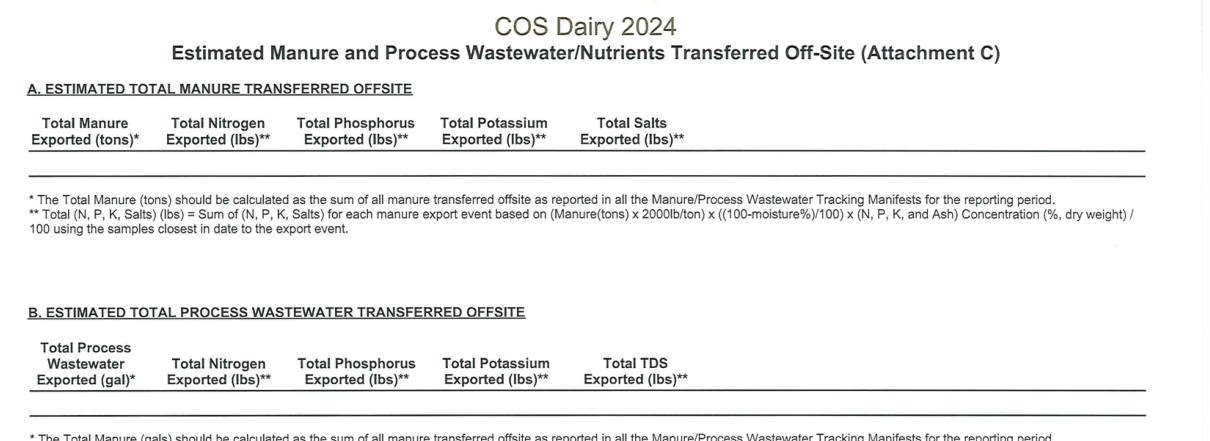 COS Dairy 2024
Estimated Manure and Process Wastewater/Nutrients Transferred Off-Site (Attachment C)
A. ESTIMATED TOTAL MANURE TRANSFERRED OFFSITE
Total Manure Exported (tons)* Total Nitrogen Exported (lbs)** Total Phosphorus Exported (lbs)** Total Potassium Exported (lbs)** Total Salts Exported (lbs)**
* The Total Manure (tons) should be calculated as the sum of all manure transferred offsite as reported in all the Manure/Process Wastewater Tracking Manifests for the reporting period.
** Total (N, P, K, Salts) (lbs) = Sum of (N, P, K, Salts) for each manure export event based on (Manure(tons) x 2000lb/ton) x ((100-moisture%)/100) x (N, P, K, and Ash) Concentration (%, dry weight) /
100 using the samples closest in date to the export event.
B. ESTIMATED TOTAL PROCESS WASTEWATER TRANSFERRED OFFSITE
Total Process Wastewater Exported (gal)* Total Nitrogen Exported (lbs)** Total Phosphorus Exported (lbs)** Total Potassium Exported (lbs)** Total TDS Exported (lbs)**
* The Total Manure (gals) should be calculated as the sum of all manure transferred offsite as reported in all the Manure/Process Wastewater Tracking Manifests for the reporting period.